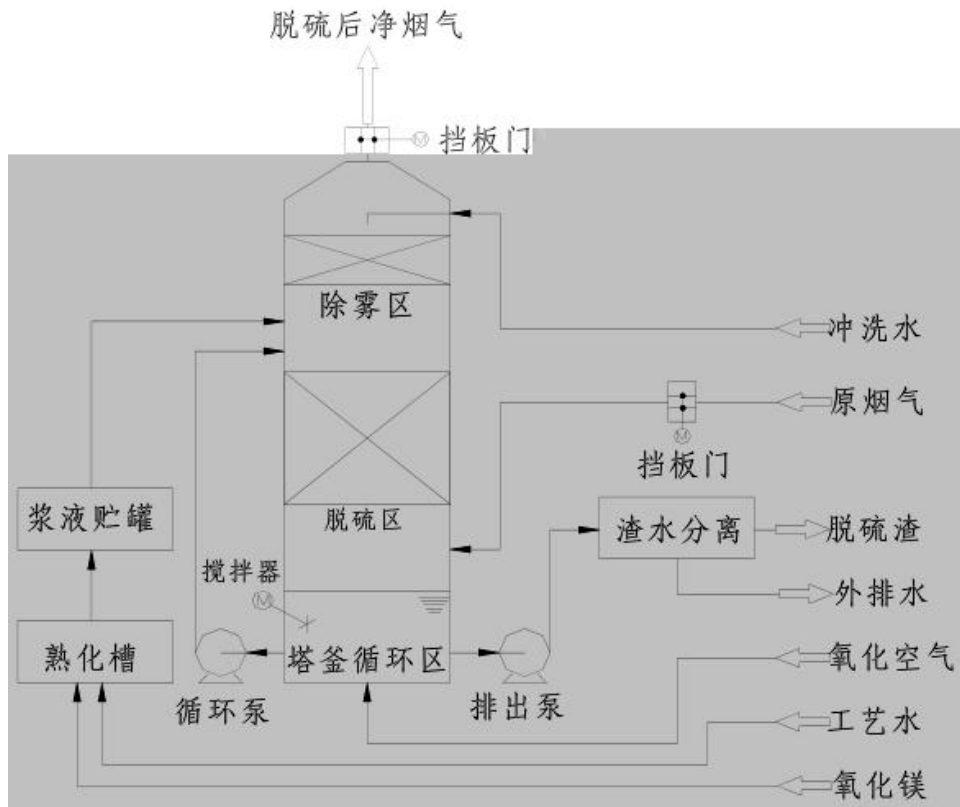 脱硫后净烟气
M
挡板门
除雾区
冲洗水
原烟气
M
挡板门
浆液贮罐
脱硫区
渣水分离
脱硫渣
搅拌器
M
外排水
熟化槽
塔釜循环区
氧化空气
循环泵
排出泵
工艺水
氧化镁